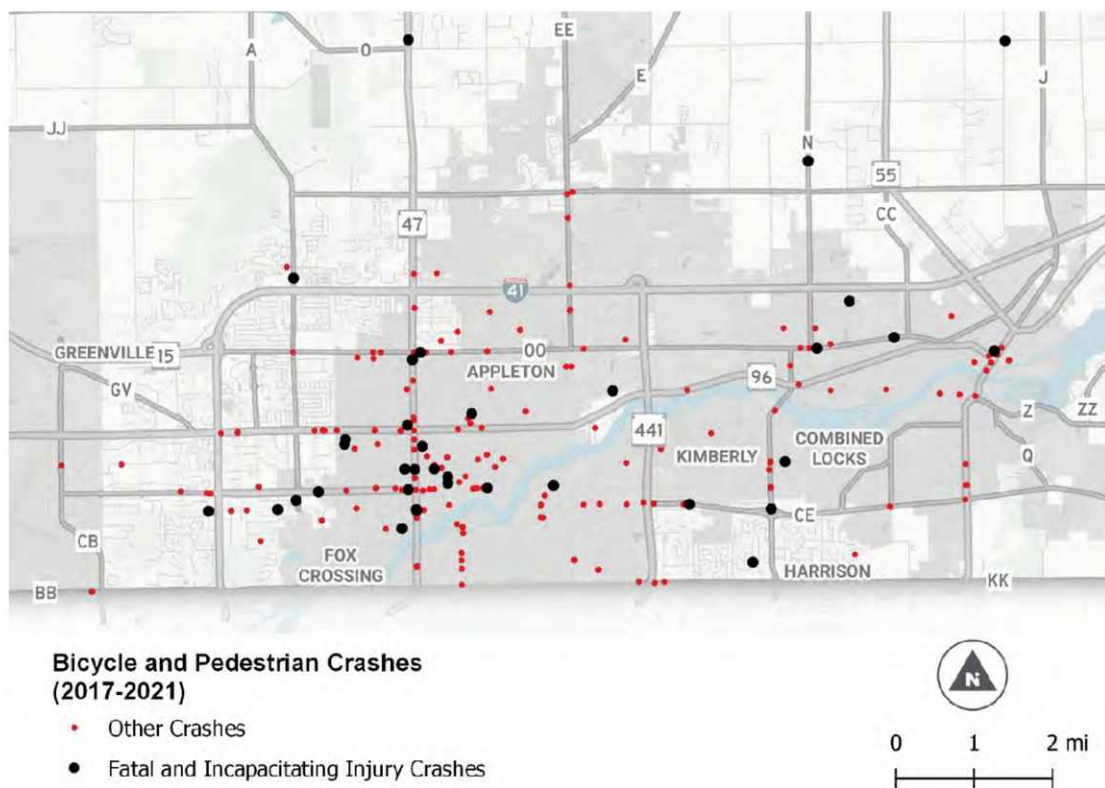 A
O
EE
E
J
JJ
N
55
CC
47
41
GREENVILLE
15
OO
APPLETON
GV
96
441
KIMBERLY
COMBINED
LOCKS
Z
ZZ
Q
CB
FOX
CROSSING
CE
HARRISON
BB
KK
Bicycle and Pedestrian Crashes
(2017-2021)
Other Crashes
Fatal and Incapacitating Injury Crashes
N
0 1 2 mi